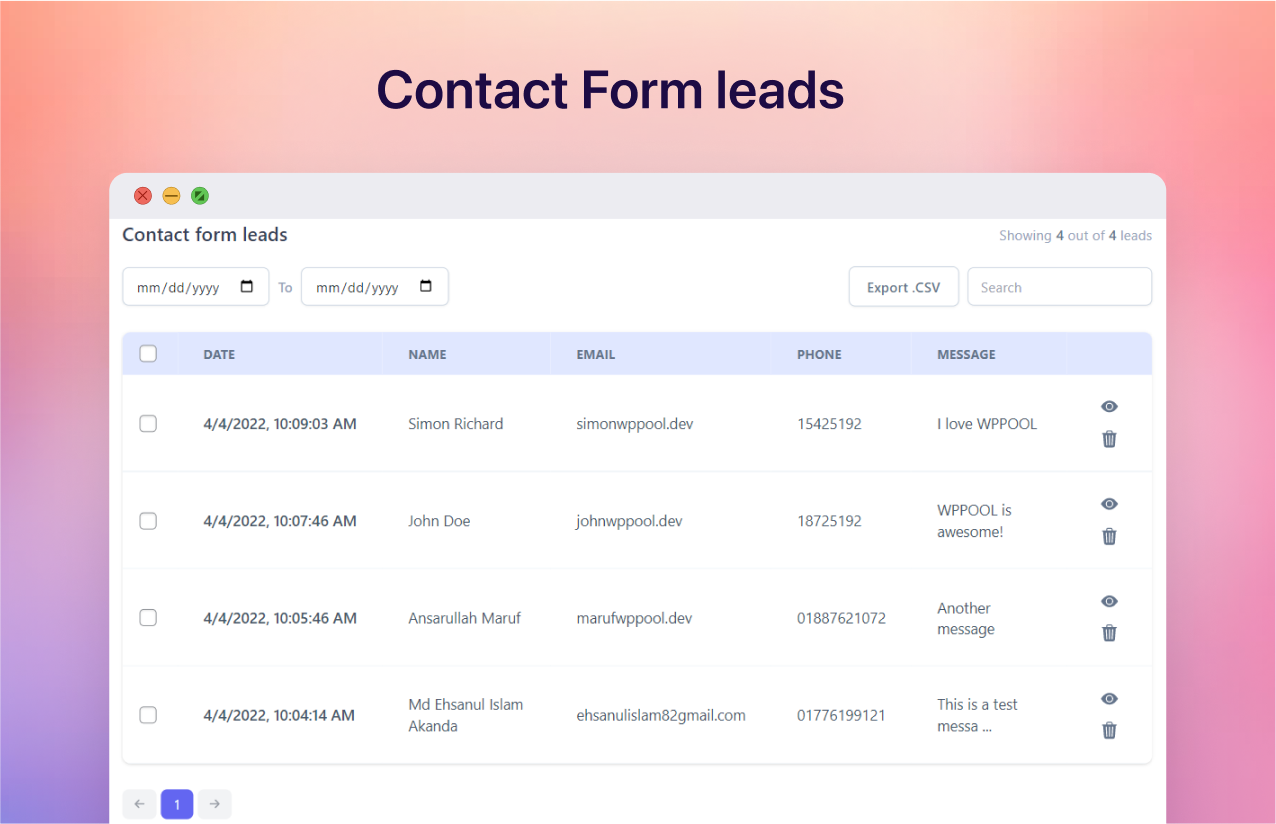 Contact Form leads
Contact form leads
Showing 4 out of 4 leads
mm/dd/yyyy To mm/dd/yyyy Export .CSV Search
DATE NAME EMAIL PHONE MESSAGE
4/4/2022, 10:09:03 AM Simon Richard simonwppool.dev 15425192 I love WPPOOL
4/4/2022, 10:07:46 AM John Doe johnwppool.dev 18725192 WPPOOL is
awesome!
4/4/2022, 10:05:46 AM Ansarullah Maruf marufwppool.dev 01887621072 Another
message
4/4/2022, 10:04:14 AM Md Ehsanul Islam
Akanda ehsanulislam82gmail.com 01776199121 This is a test
messa ...
1